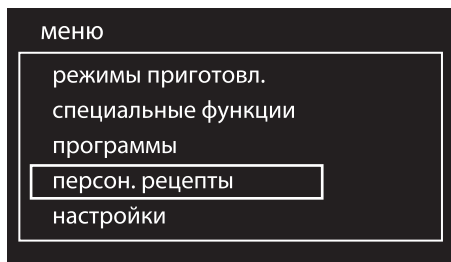 меню
режимы приготовл.
специальные функции
программы
персон. рецепты
настройки